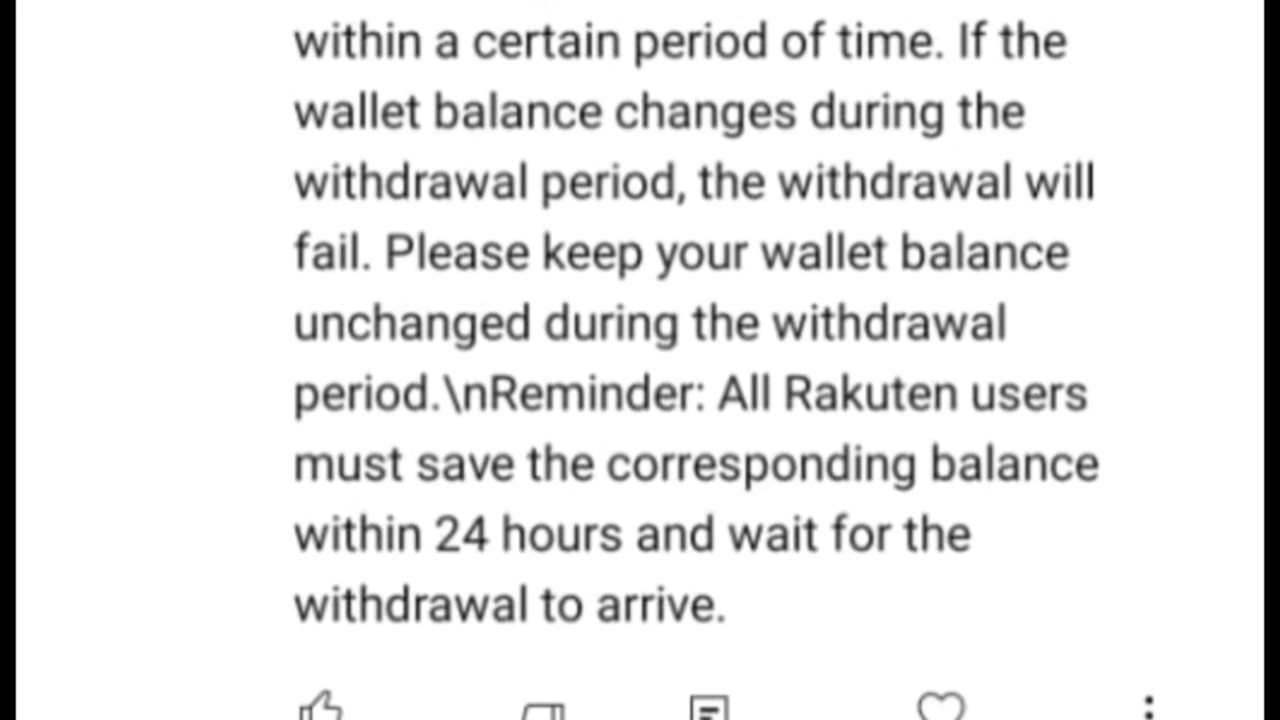 within a certain period of time. If the
wallet balance changes during the
withdrawal period, the withdrawal will
fail. Please keep your wallet balance
unchanged during the withdrawal
period.\nReminder: All Rakuten users
must save the corresponding balance
within 24 hours and wait for the
withdrawal to arrive.